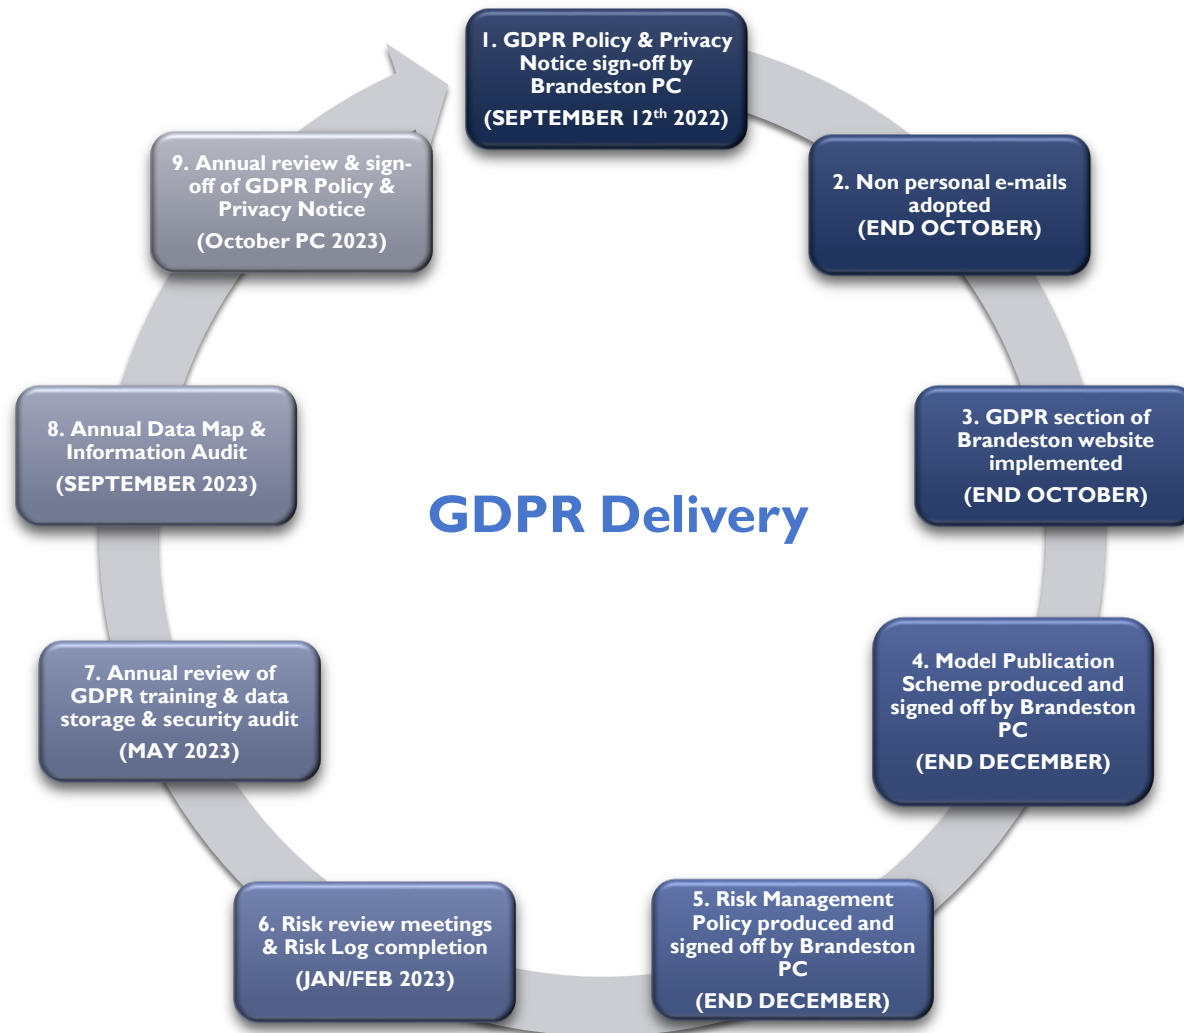 1. GDPR Policy & Privacy
Notice sign-off by
Brandeston PC
(SEPTEMBER 12th 2022)
2. Non personal e-mails
adopted
(END OCTOBER)
3. GDPR section of
Brandeston website
implemented
(END OCTOBER)
4. Model Publication
Scheme produced and
signed off by Brandeston
PC
(END DECEMBER)
5. Risk Management
Policy produced and
signed off by Brandeston
PC
(END DECEMBER)
6. Risk review meetings
& Risk Log completion
(JAN/FEB 2023)
7. Annual review of
GDPR training & data
storage & security audit
(MAY 2023)
8. Annual Data Map &
Information Audit
(SEPTEMBER 2023)
9. Annual review & sign-
off of GDPR Policy &
Privacy Notice
(October PC 2023)
GDPR Delivery